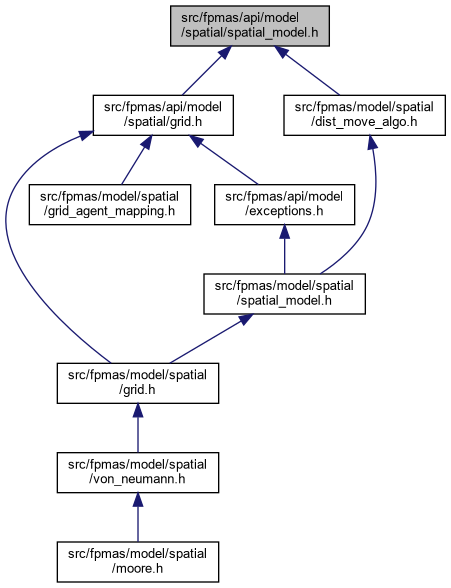 src/fpmas/api/model
/spatial/spatial_model.h
src/fpmas/api/model
/spatial/grid.h
src/fpmas/model/spatial
/dist_move_algo.h
src/fpmas/model/spatial
/grid_agent_mapping.h
src/fpmas/api/model
/exceptions.h
src/fpmas/model/spatial
/spatial_model.h
src/fpmas/model/spatial
/grid.h
src/fpmas/model/spatial
/von_neumann.h
src/fpmas/model/spatial
/moore.h